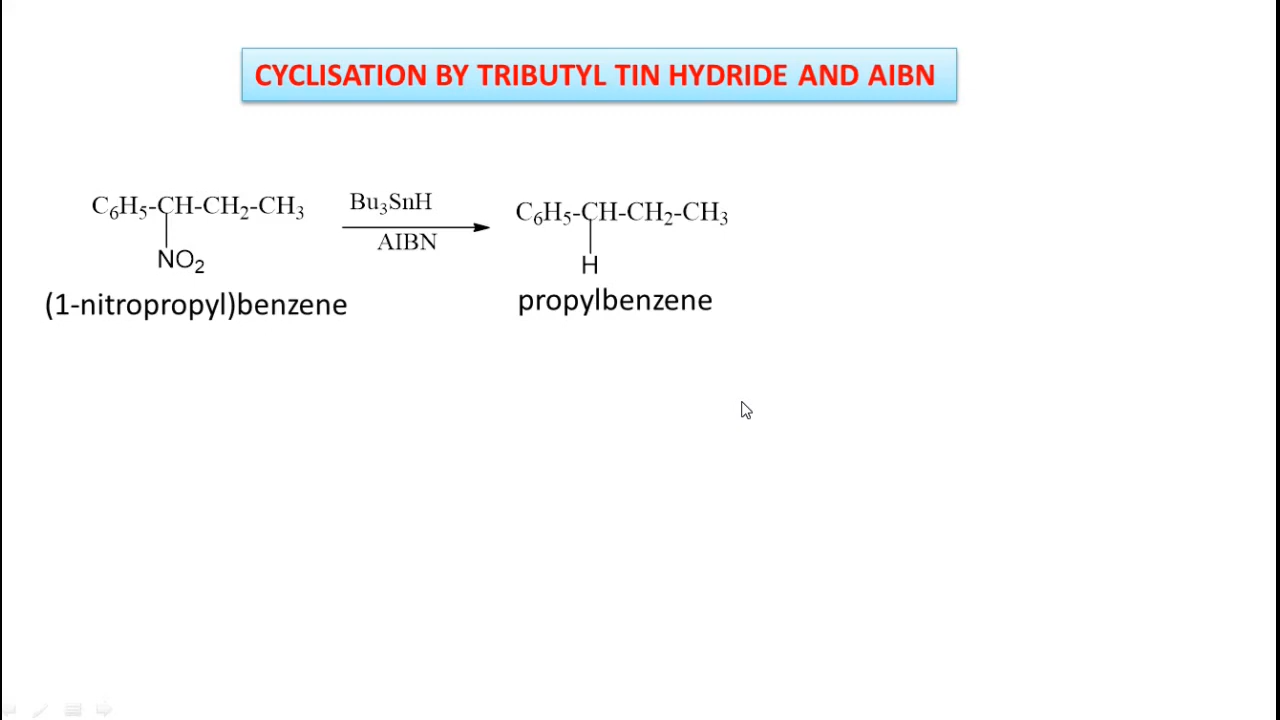 CYCLISATION BY TRIBUTYL TIN HYDRIDE AND AIBN
C₆H₅-CH-CH₂-CH₃
NO₂
(1-nitropropyl)benzene
Bu₃SnH
AIBN
C₆H₅-CH-CH₂-CH₃
H
propylbenzene